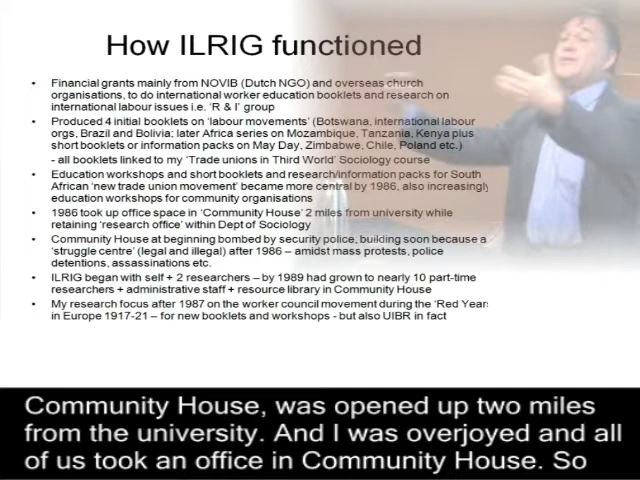 How ILRIG functioned
• Financial grants mainly from NOVIB (Dutch NGO) and overseas church
organisations, to do international worker education booklets and research on
international labour issues i.e. 'R & I' group
• Produced 4 initial booklets on 'labour movements' (Botswana, international labour
orgs, Brazil and Bolivia; later Africa series on Mozambique, Tanzania, Kenya plus
short booklets or information packs on May Day, Zimbabwe, Chile, Poland etc.)
- all booklets linked to my 'Trade unions in Third World' Sociology course
• Education workshops and short booklets and research/information packs for South
African 'new trade union movement' became more central by 1986, also increasingly
education workshops for community organisations
• 1986 took up office space in 'Community House' 2 miles from university while
retaining 'research office' within Dept of Sociology
• Community House at beginning bombed by security police, building soon because a
'struggle centre' (legal and illegal) after 1986 – amidst mass protests, police
detentions, assassinations etc.
• ILRIG began with self + 2 researchers – by 1989 had grown to nearly 10 part-time
researchers + administrative staff + resource library in Community House
• My research focus after 1987 on the worker council movement during the 'Red Years
in Europe 1917-21 – for new booklets and workshops - but also UIBR in fact
Community House, was opened up two miles
from the university. And I was overjoyed and all
of us took an office in Community House. So